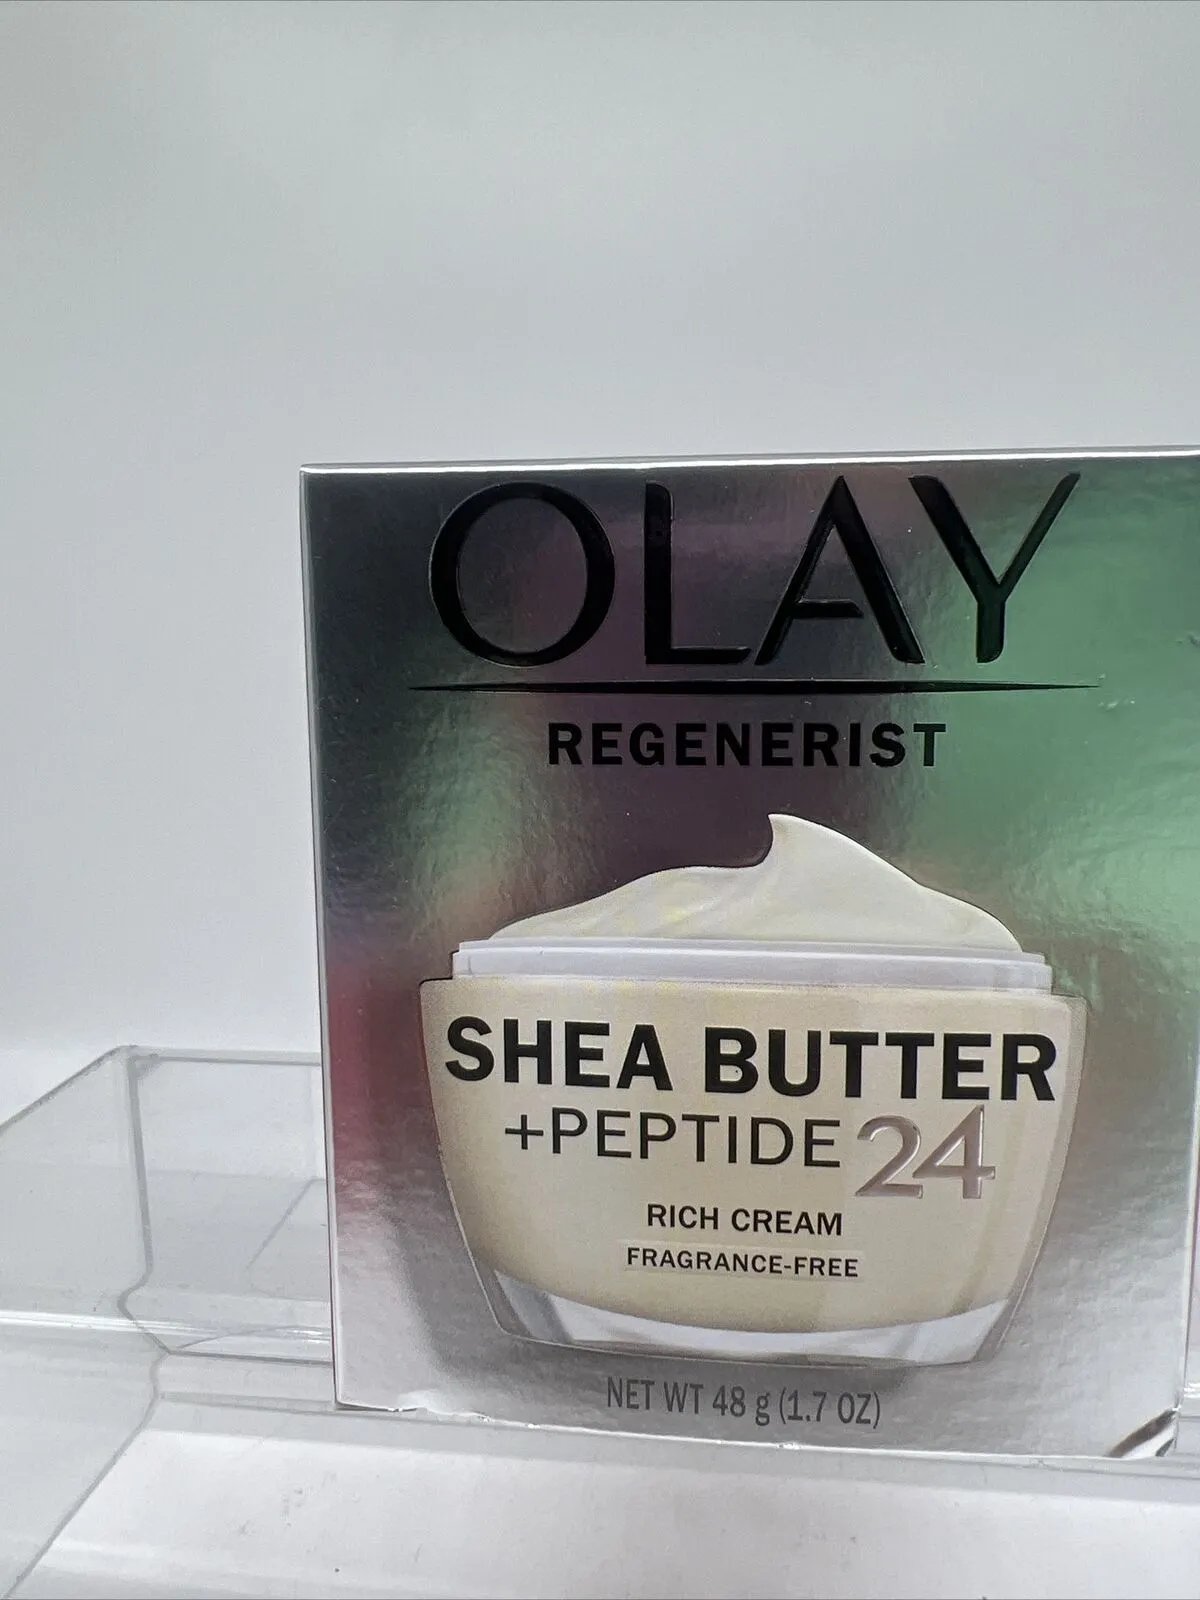 OLAY
REGENERIST
SHEA BUTTER
+PEPTIDE 24
RICH CREAM
FRAGRANCE-FREE
NET WT 48 g (1.7 OZ)